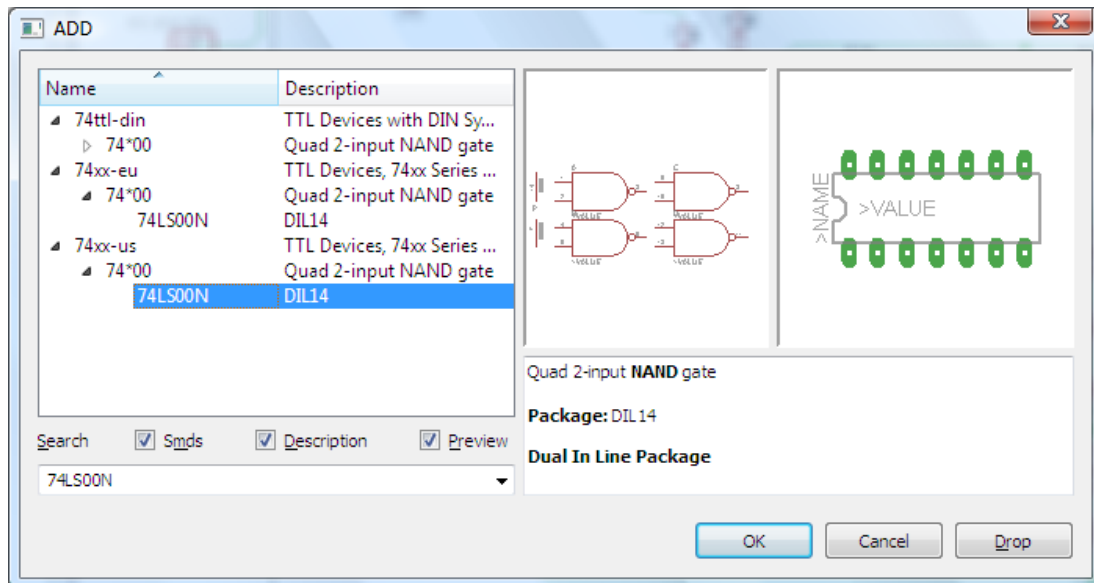 ADD
Name Description
74ttl-din TTL Devices with DIN Sy...
74*00 Quad 2-input NAND gate
74xx-eu TTL Devices, 74xx Series ...
74*00 Quad 2-input NAND gate
74LS00N DIL14
74xx-us TTL Devices, 74xx Series ...
74*00 Quad 2-input NAND gate
74LS00N DIL14
>NAME
>VALUE
Quad 2-input NAND gate
Package: DIL14
Dual In Line Package
Search Smds Description Preview
74LS00N
OK Cancel Drop